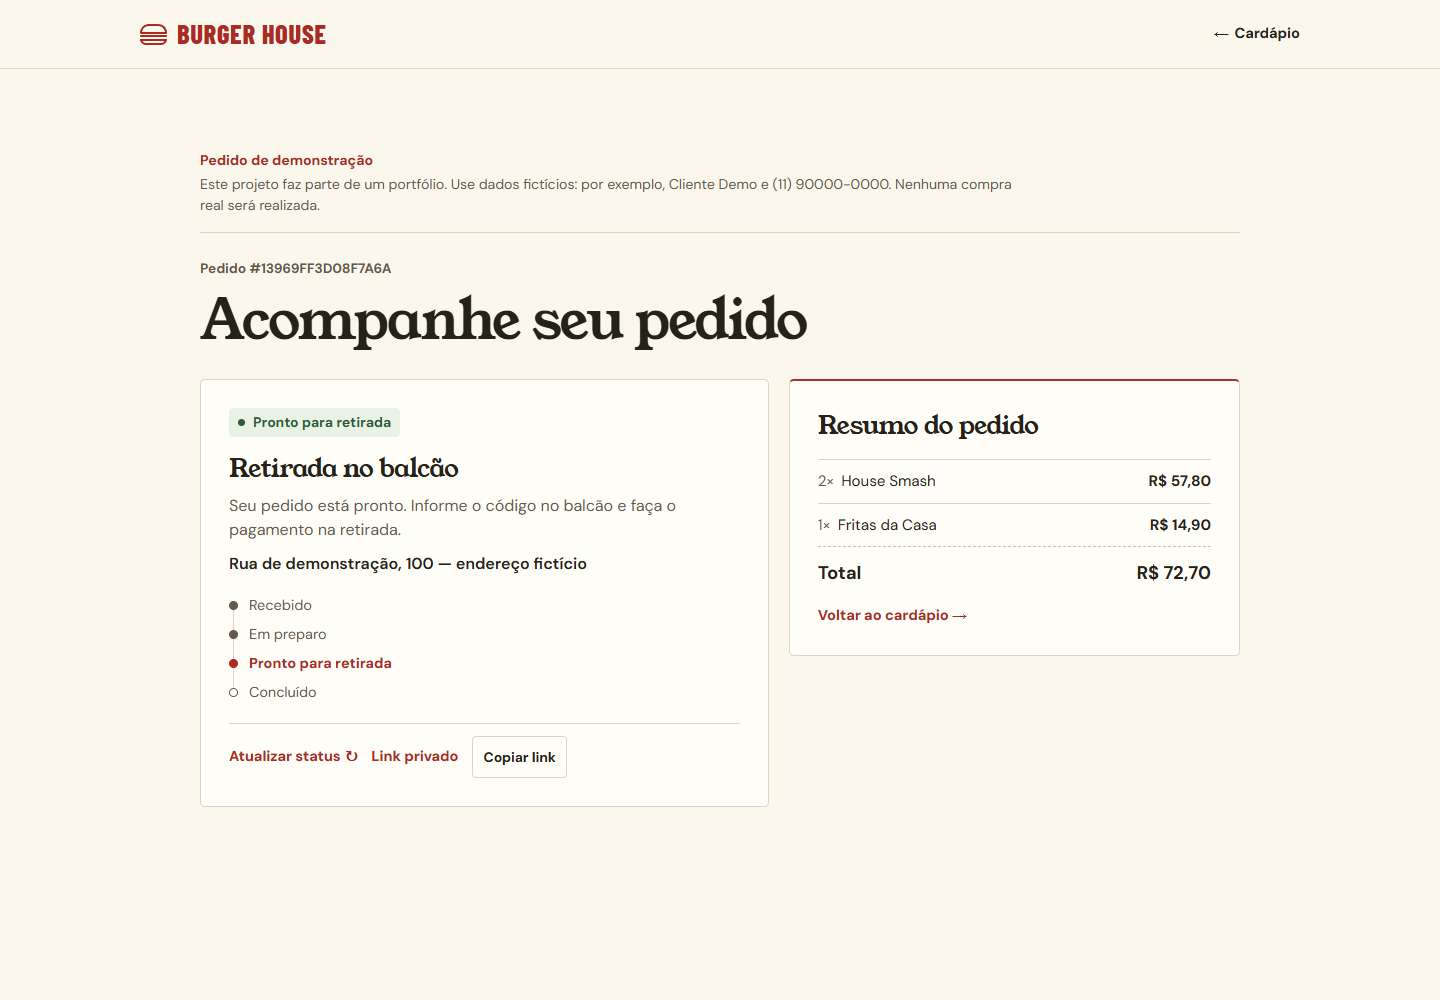 BURGER HOUSE
← Cardápio
Pedido de demonstração
Este projeto faz parte de um portfólio. Use dados fictícios: por exemplo, Cliente Demo e (11) 90000-0000. Nenhuma compra
real será realizada.
Pedido #13969FF3D08F7A6A
Acompanhe seu pedido
Pronto para retirada
Retirada no balcão
Seu pedido está pronto. Informe o código no balcão e faça o
pagamento na retirada.
Rua de demonstração, 100 — endereço fictício
Recebido
Em preparo
Pronto para retirada
Concluído
Atualizar status ↻ Link privado Copiar link
Resumo do pedido
2× House Smash R$ 57,80
1× Fritas da Casa R$ 14,90
Total R$ 72,70
Voltar ao cardápio →